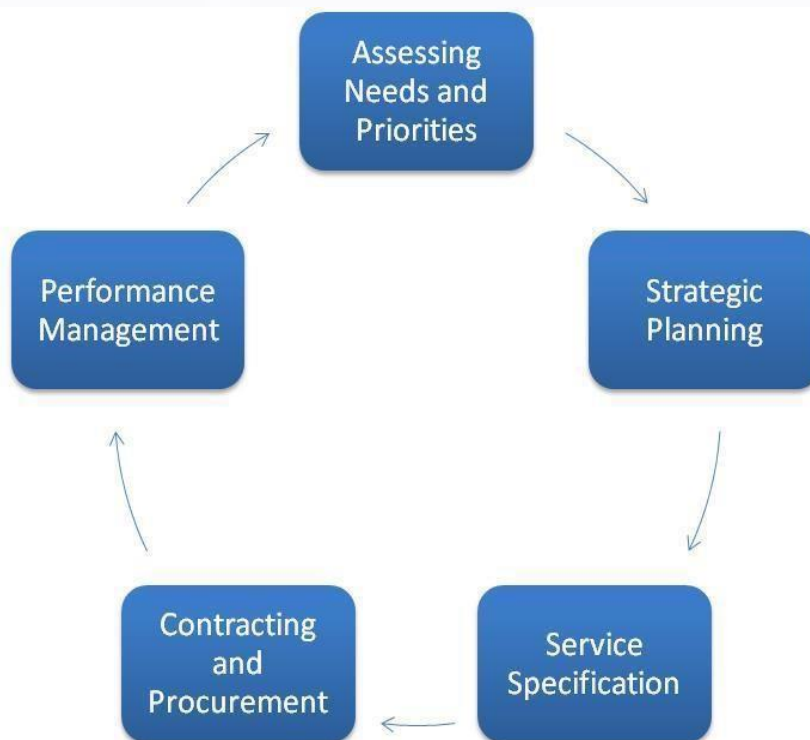 Assessing
Needs and
Priorities
Strategic
Planning
Service
Specification
Contracting
and
Procurement
Performance
Management